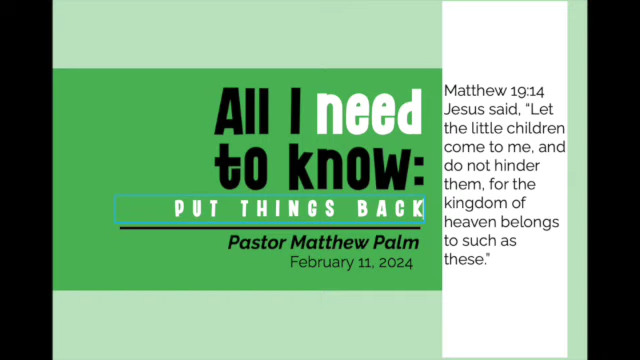 All I need
to know:
PUT THINGS BACK
Pastor Matthew Palm
February 11, 2024
Matthew 19:14
Jesus said, “Let
the little children
come to me, and
do not hinder
them, for the
kingdom of
heaven belongs
to such as
these.”